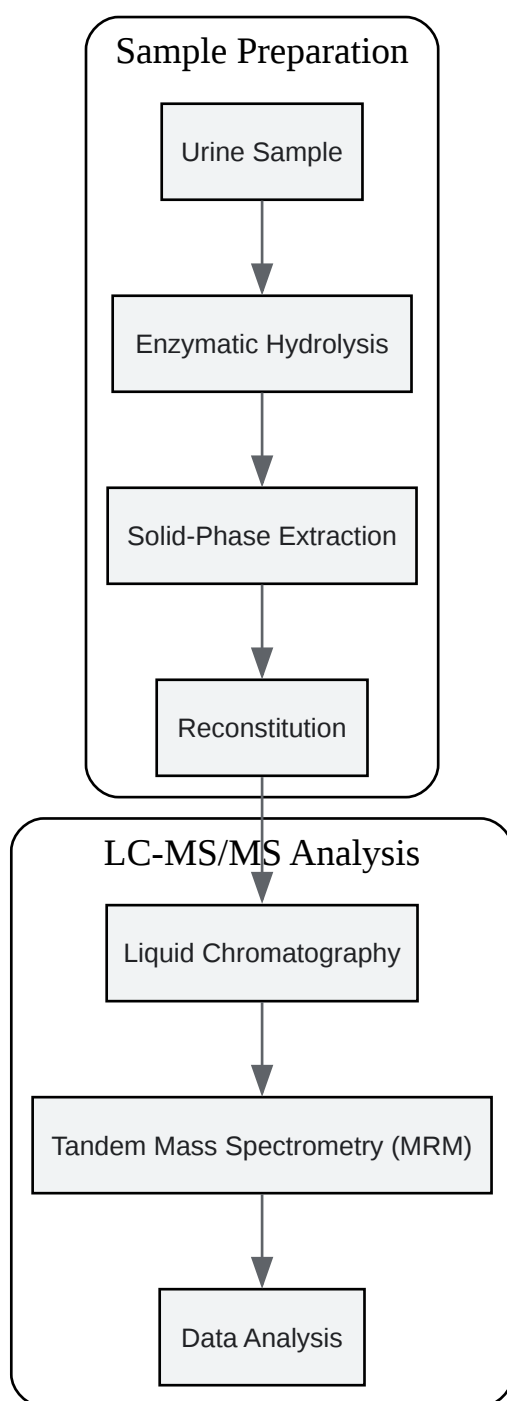 Sample Preparation
Urine Sample
Enzymatic Hydrolysis
Solid-Phase Extraction
Reconstitution
LC-MS/MS Analysis
Liquid Chromatography
Tandem Mass Spectrometry (MRM)
Data Analysis